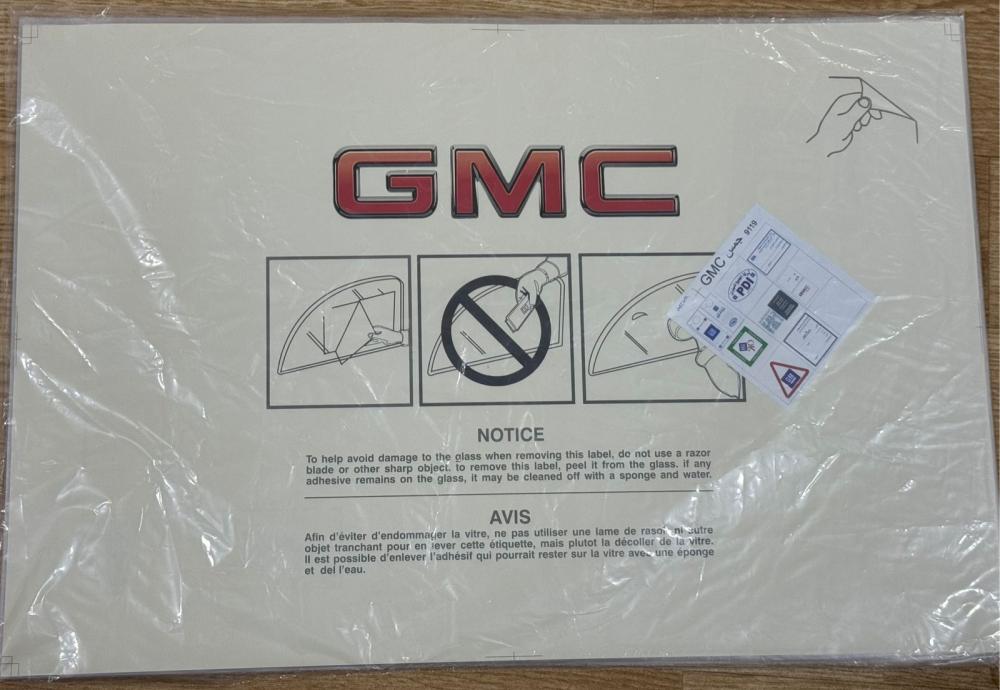 GMC
GMC جمس 9119
PDI
NOTICE
To help avoid damage to the glass when removing this label, do not use a razor
blade or other sharp object. to remove this label, peel it from the glass. if any
adhesive remains on the glass, it may be cleaned off with a sponge and water.
AVIS
Afin d'éviter d'endommager la vitre, ne pas utiliser une lame de rasoir ni autre
objet tranchant pour en lever cette étiquette, mais plutot la décoller de la vitre.
Il est possible d'enlever l'adhésif qui pourrait rester sur la vitre avec une éponge
et del l'eau.